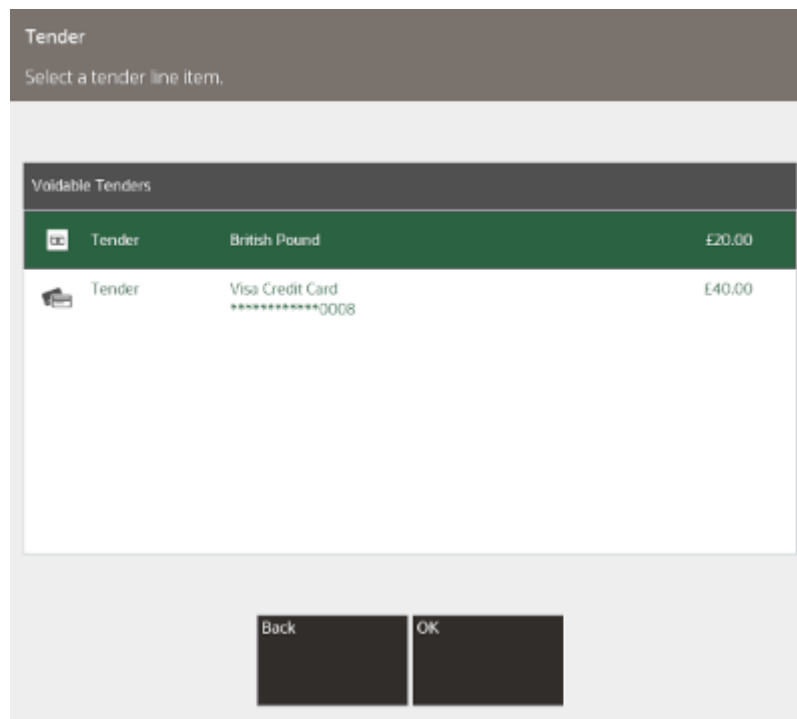 Tender
Select a tender line item.
Voidable Tenders
Tender British Pound £20.00
Tender Visa Credit Card £40.00
************0008
Back OK